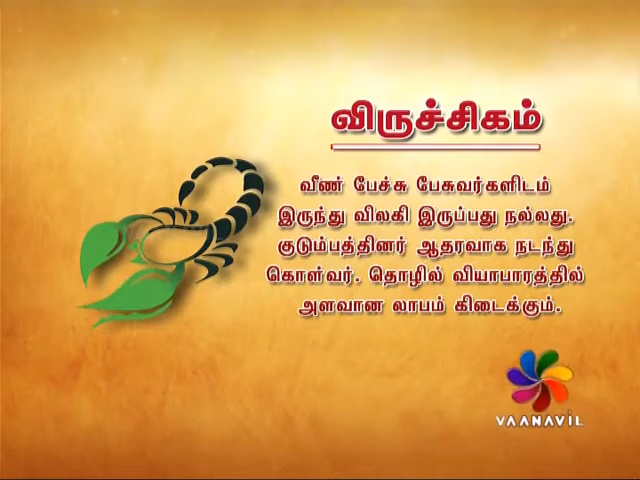 விருச்சிகம்
வீண் பேச்சு பேசுவர்களிடம்
இருந்து விலகி இருப்பது நல்லது.
குடும்பத்தினர் ஆதரவாக நடந்து
கொள்வர். தொழில் வியாபாரத்தில்
அளவான லாபம் கிடைக்கும்.
VAANAVIL